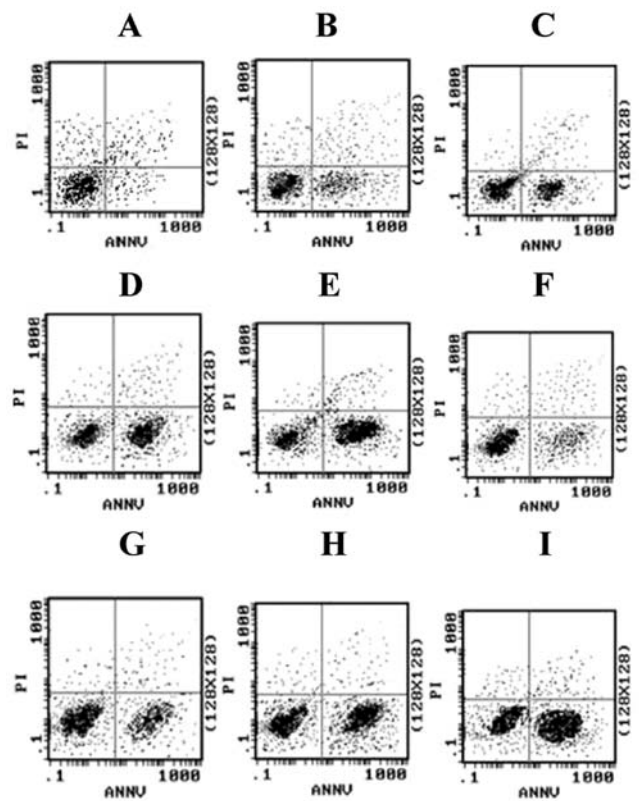 A B C
1000 1000 1000
PI PI PI
(128X128) (128X128) (128X128)
.1 .1 .1
.1 1000 .1 1000 .1 1000
ANNV ANNV ANNV
D E F
1000 1000 1000
PI PI PI
(128X128) (128X128) (128X128)
.1 .1 .1
.1 1000 .1 1000 .1 1000
ANNV ANNV ANNV
G H I
1000 1000 1000
PI PI PI
(128X128) (128X128) (128X128)
.1 .1 .1
.1 1000 .1 1000 .1 1000
ANNV ANNV ANNV